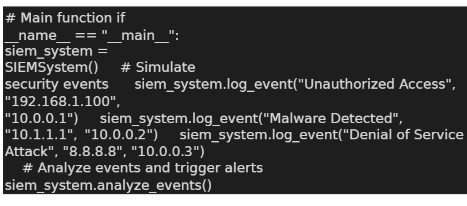 # Main function if
__name__ == "__main__":
siem_system =
SIEMSystem()     # Simulate
security events      siem_system.log_event("Unauthorized Access",
"192.168.1.100",
"10.0.0.1")     siem_system.log_event("Malware Detected",
"10.1.1.1", "10.0.0.2")     siem_system.log_event("Denial of Service
Attack", "8.8.8.8", "10.0.0.3")
    # Analyze events and trigger alerts
siem_system.analyze_events()